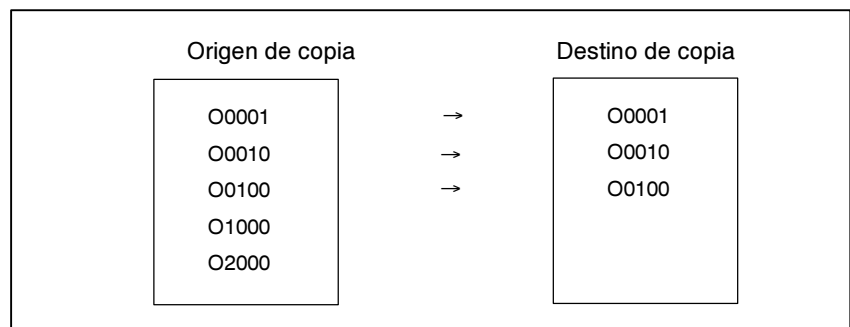 Origen de copia Destino de copia
O0001 → O0001
O0010 → O0010
O0100 → O0100
O1000
O2000